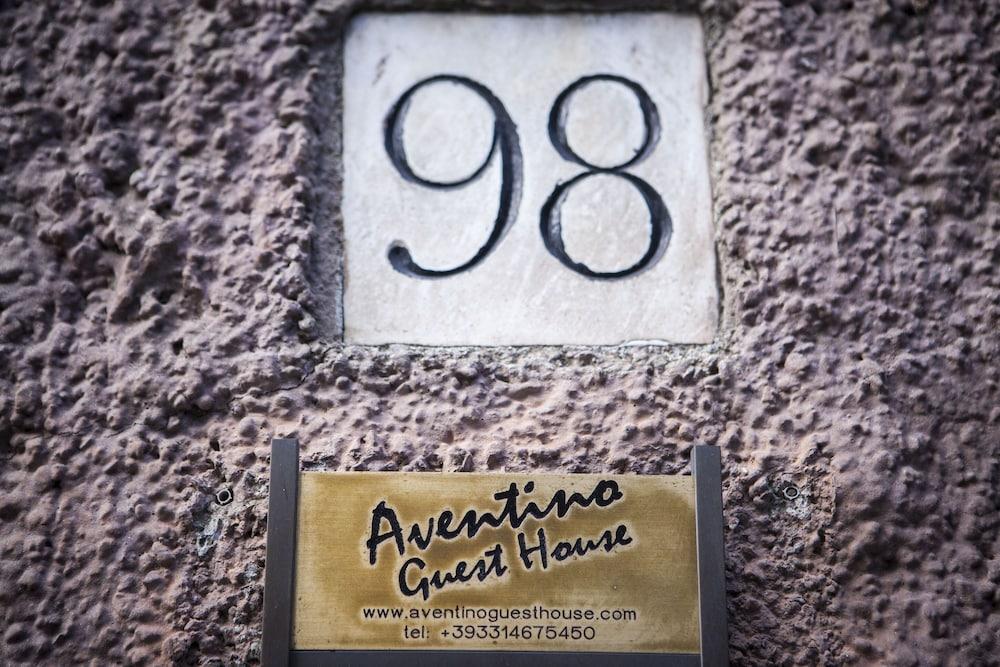 98
Aventino
Guest House
www.aventinoguesthouse.com
tel: +393314675450